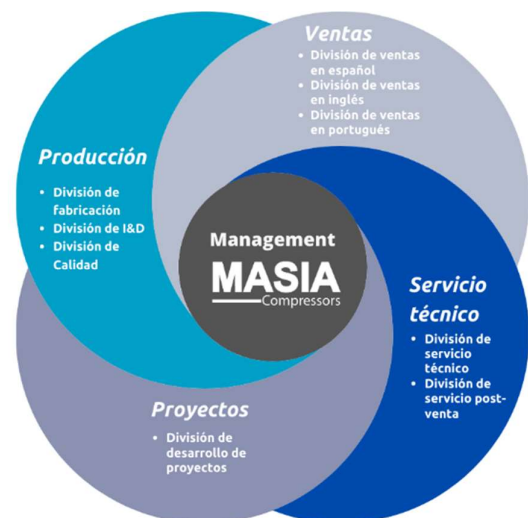 Ventas
• División de ventas
en español
• División de ventas
en inglés
• División de ventas
en portugués
Producción
• División de
fabricación
• División de I&D
• División de
Calidad
Management
MASIA
Compressors
Servicio
técnico
• División de
servicio
técnico
• División de
servicio post-
venta
Proyectos
• División de
desarrollo de
proyectos